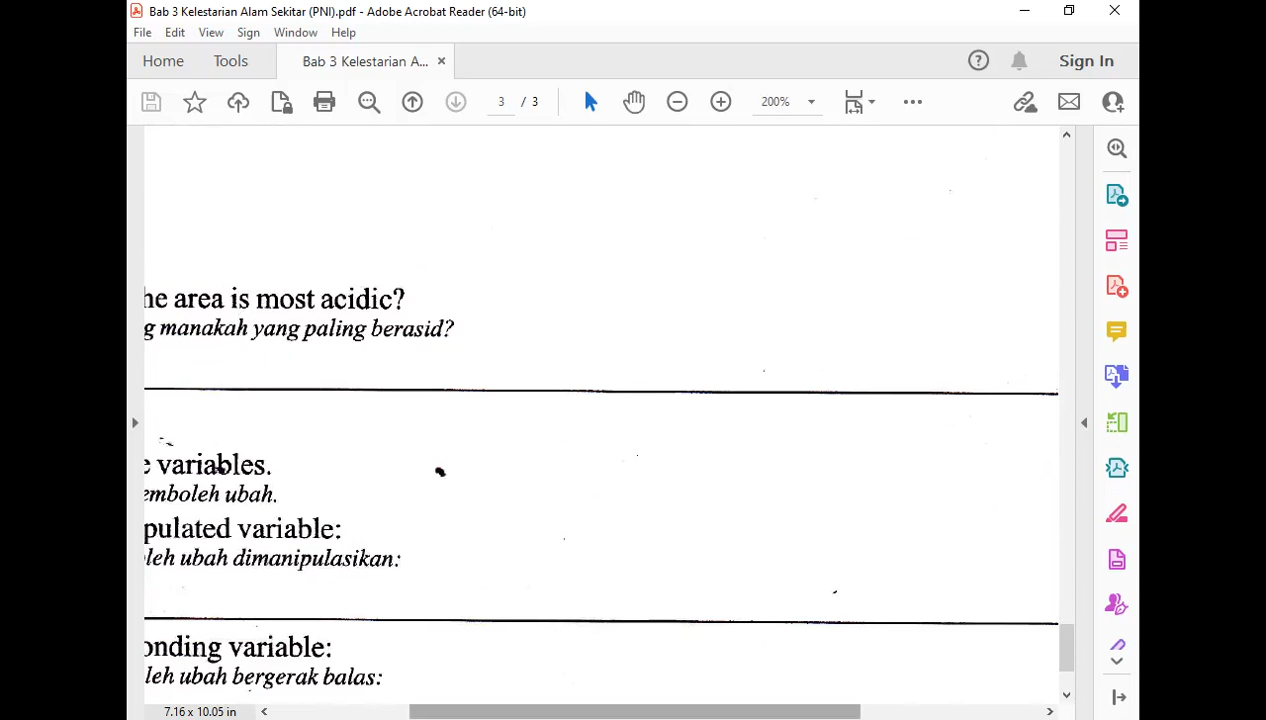 Bab 3 Kelestarian Alam Sekitar (PNI).pdf - Adobe Acrobat Reader (64-bit)
File Edit View Sign Window Help
Home Tools Bab 3 Kelestarian A... × Sign In
3 / 3 200%
he area is most acidic?
g manakah yang paling berasid?
e variables.
emboleh ubah.
pulated variable:
leh ubah dimanipulasikan:
onding variable:
leh ubah bergerak balas:
7.16 x 10.05 in